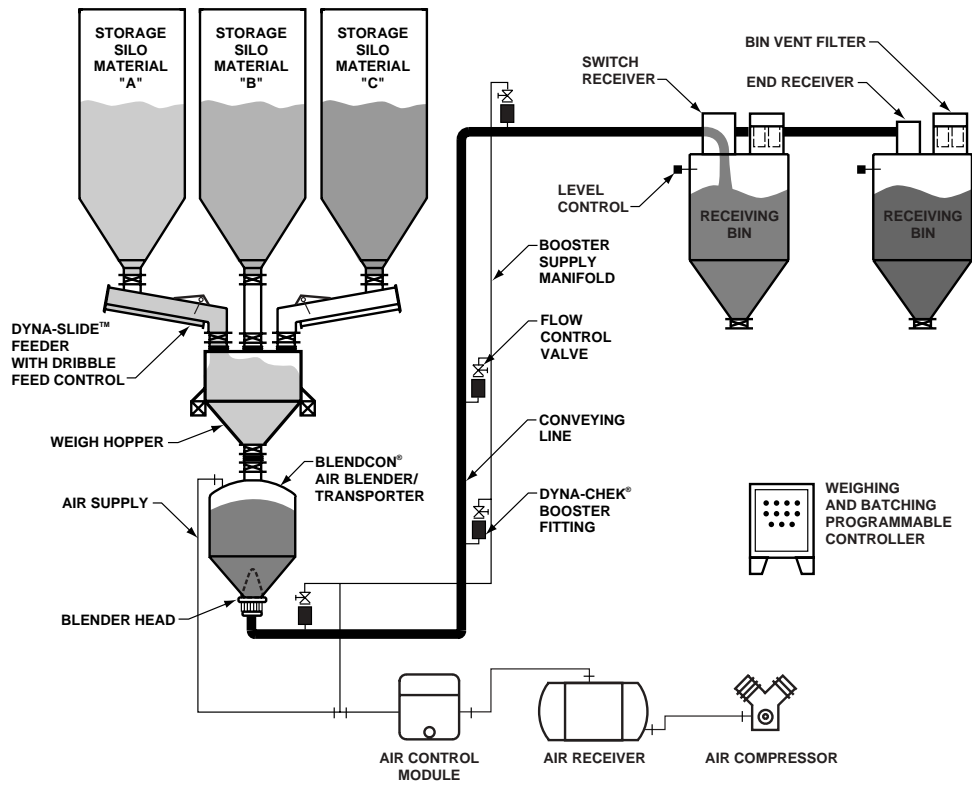 STORAGE
SILO
MATERIAL
"A"
STORAGE
SILO
MATERIAL
"B"
STORAGE
SILO
MATERIAL
"C"
SWITCH
RECEIVER
BIN VENT FILTER
END RECEIVER
LEVEL
CONTROL
RECEIVING
BIN
RECEIVING
BIN
BOOSTER
SUPPLY
MANIFOLD
DYNA-SLIDE™
FEEDER
WITH DRIBBLE
FEED CONTROL
FLOW
CONTROL
VALVE
WEIGH HOPPER
CONVEYING
LINE
BLENDCON®
AIR BLENDER/
TRANSPORTER
AIR SUPPLY
DYNA-CHEK®
BOOSTER
FITTING
WEIGHING
AND BATCHING
PROGRAMMABLE
CONTROLLER
BLENDER HEAD
AIR CONTROL
MODULE
AIR RECEIVER
AIR COMPRESSOR